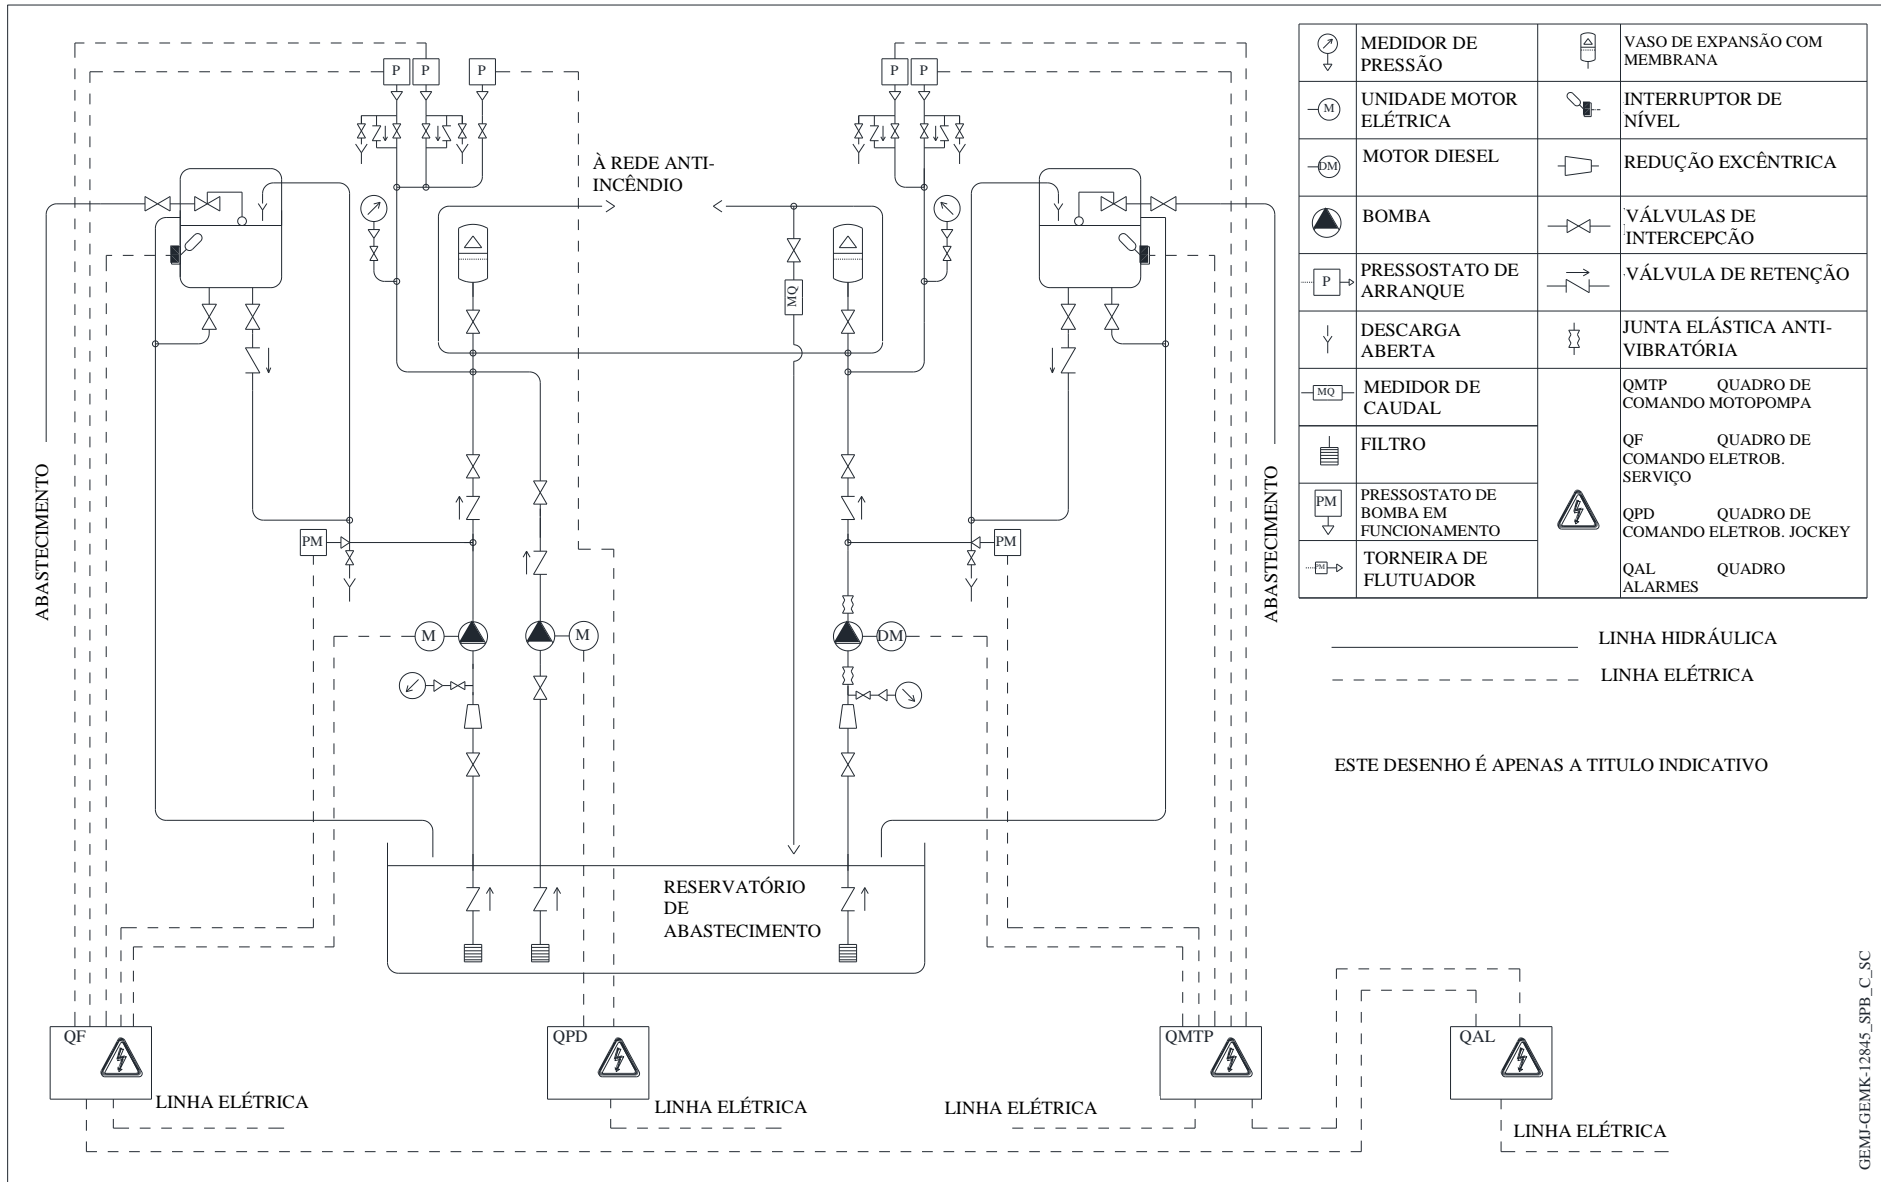 P
P
P
P
P
À REDE ANTI-
INCÊNDIO
MQ
ABASTECIMENTO
ABASTECIMENTO
PM
PM
M
M
DM
RESERVATÓRIO
DE
ABASTECIMENTO
QF
QPD
QMTP
QAL
LINHA ELÉTRICA
LINHA ELÉTRICA
LINHA ELÉTRICA
LINHA ELÉTRICA
MEDIDOR DE
PRESSÃO
VASO DE EXPANSÃO COM
MEMBRANA
M
UNIDADE MOTOR
ELÉTRICA
INTERRUPTOR DE
NÍVEL
DM
MOTOR DIESEL
REDUÇÃO EXCÊNTRICA
BOMBA
VÁLVULAS DE
INTERCEPCÃO
P
PRESSOSTATO DE
ARRANQUE
VÁLVULA DE RETENÇÃO
DESCARGA
ABERTA
JUNTA ELÁSTICA ANTI-
VIBRATÓRIA
MQ
MEDIDOR DE
CAUDAL
FILTRO
PM
PRESSOSTATO DE
BOMBA EM
FUNCIONAMENTO
PM
TORNEIRA DE
FLUTUADOR
QMTP QUADRO DE
COMANDO MOTOPOMPA
QF QUADRO DE
COMANDO ELETROB.
SERVIÇO
QPD QUADRO DE
COMANDO ELETROB. JOCKEY
QAL QUADRO
ALARMES
LINHA HIDRÁULICA
LINHA ELÉTRICA
ESTE DESENHO É APENAS A TITULO INDICATIVO
GEMJ-GEMK-12845_SPB_C_SC